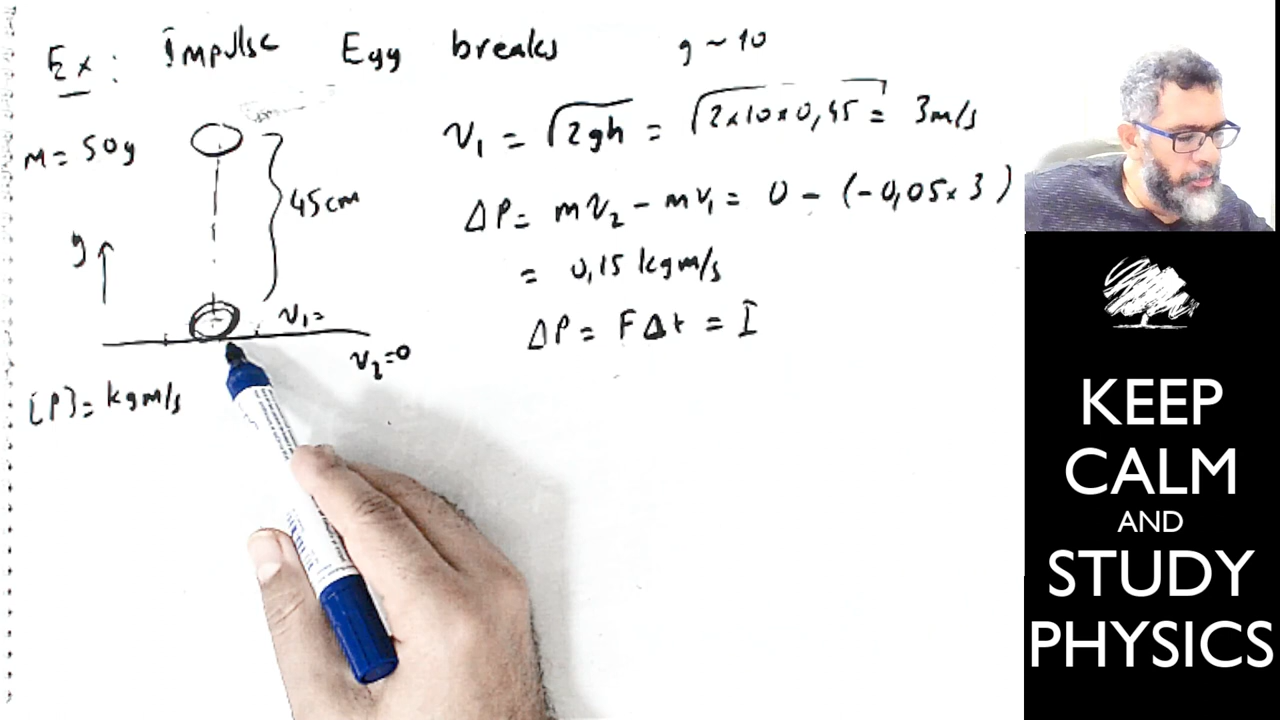 Ex: Impulse Egg breaks g ~ 10
m = 50g
45cm
y
v₁ =
v₂ = 0
[P] = kgm/s
v₁ = √2gh = √2×10×0,45 = 3m/s
ΔP = mv₂ - mv₁ = 0 - (-0,05×3)
= 0,15 kgm/s
ΔP = FΔt = I
KEEP
CALM
AND
STUDY
PHYSICS